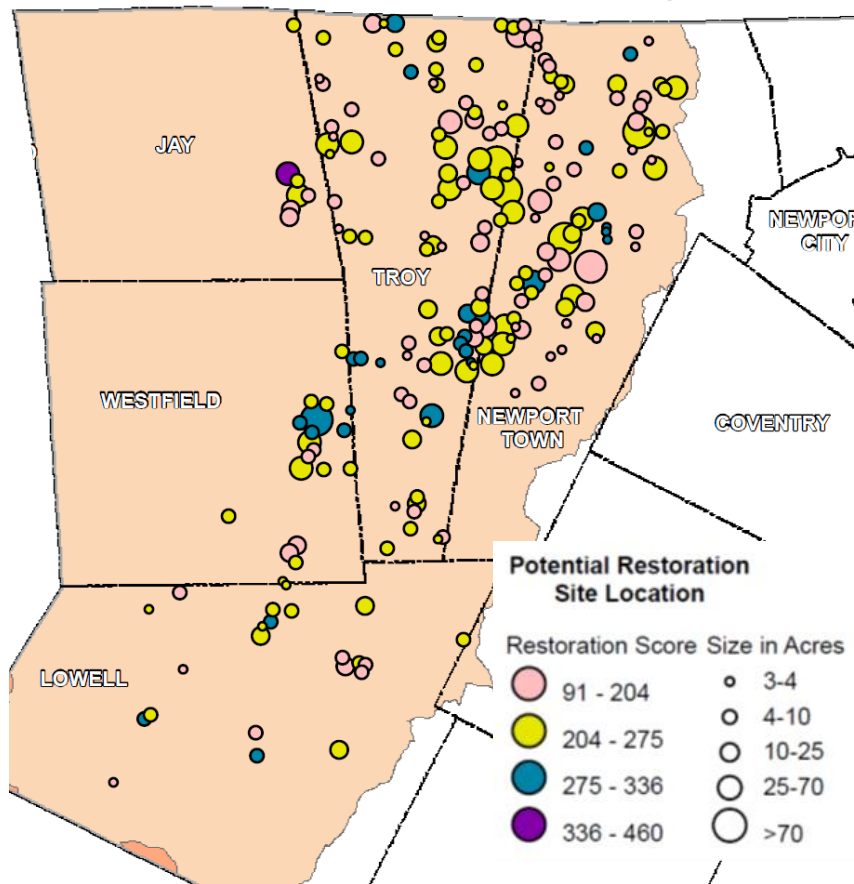 JAY
NEWPOR
CITY
TROY
WESTFIELD
NEWPORT
TOWN
COVENTRY
LOWELL
Potential Restoration
Site Location
Restoration Score Size in Acres
91 - 204 3-4
204 - 275 4-10
275 - 336 10-25
336 - 460 25-70
>70